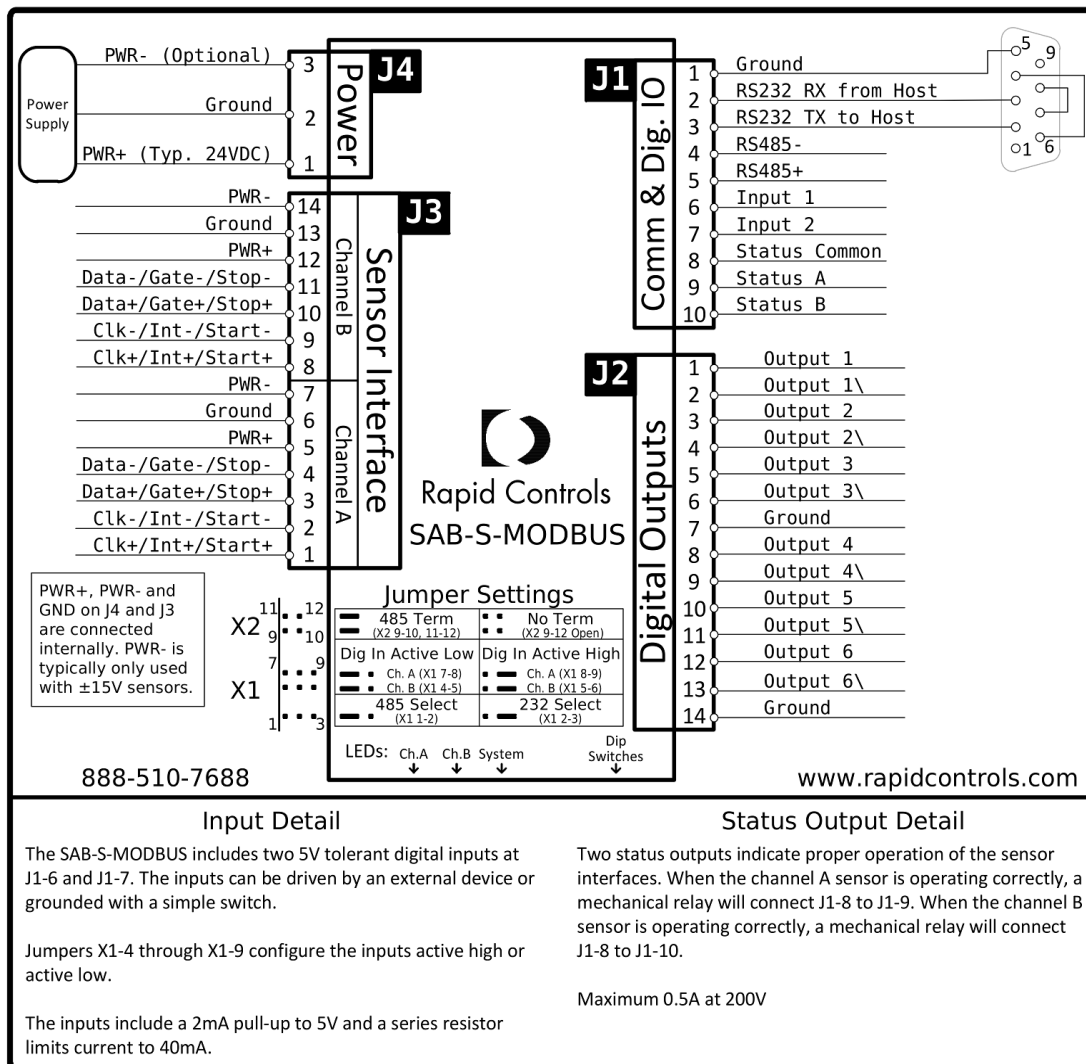 Power
Supply
PWR- (Optional)
Ground
PWR+ (Typ. 24VDC)
3
2
1
Power
J4
PWR-
Ground
PWR+
Data-/Gate-/Stop-
Data+/Gate+/Stop+
Clk-/Int-/Start-
Clk+/Int+/Start+
PWR-
Ground
PWR+
Data-/Gate-/Stop-
Data+/Gate+/Stop+
Clk-/Int-/Start-
Clk+/Int+/Start+
14
13
12
11
10
9
8
7
6
5
4
3
2
1
Channel B
Channel A
Sensor Interface
J3
J1
Comm & Dig. IO
1 Ground
2 RS232 RX from Host
3 RS232 TX to Host
4 RS485-
5 RS485+
6 Input 1
7 Input 2
8 Status Common
9 Status A
10 Status B
5
9
1
6
J2
Digital Outputs
1 Output 1
2 Output 1\
3 Output 2
4 Output 2\
5 Output 3
6 Output 3\
7 Ground
8 Output 4
9 Output 4\
10 Output 5
11 Output 5\
12 Output 6
13 Output 6\
14 Ground
Rapid Controls
SAB-S-MODBUS
PWR+, PWR- and
GND on J4 and J3
are connected
internally. PWR- is
typically only used
with ±15V sensors.
X2
11
12
9
10
X1
7
9
1
3
Jumper Settings
485 Term
(X2 9-10, 11-12)
No Term
(X2 9-12 Open)
Dig In Active Low
Ch. A (X1 7-8)
Ch. B (X1 4-5)
Dig In Active High
Ch. A (X1 8-9)
Ch. B (X1 5-6)
485 Select
(X1 1-2)
232 Select
(X1 2-3)
LEDs: Ch.A Ch.B System
Dip
Switches
888-510-7688
www.rapidcontrols.com
Input Detail
The SAB-S-MODBUS includes two 5V tolerant digital inputs at
J1-6 and J1-7. The inputs can be driven by an external device or
grounded with a simple switch.
Jumpers X1-4 through X1-9 configure the inputs active high or
active low.
The inputs include a 2mA pull-up to 5V and a series resistor
limits current to 40mA.
Status Output Detail
Two status outputs indicate proper operation of the sensor
interfaces. When the channel A sensor is operating correctly, a
mechanical relay will connect J1-8 to J1-9. When the channel B
sensor is operating correctly, a mechanical relay will connect
J1-8 to J1-10.
Maximum 0.5A at 200V